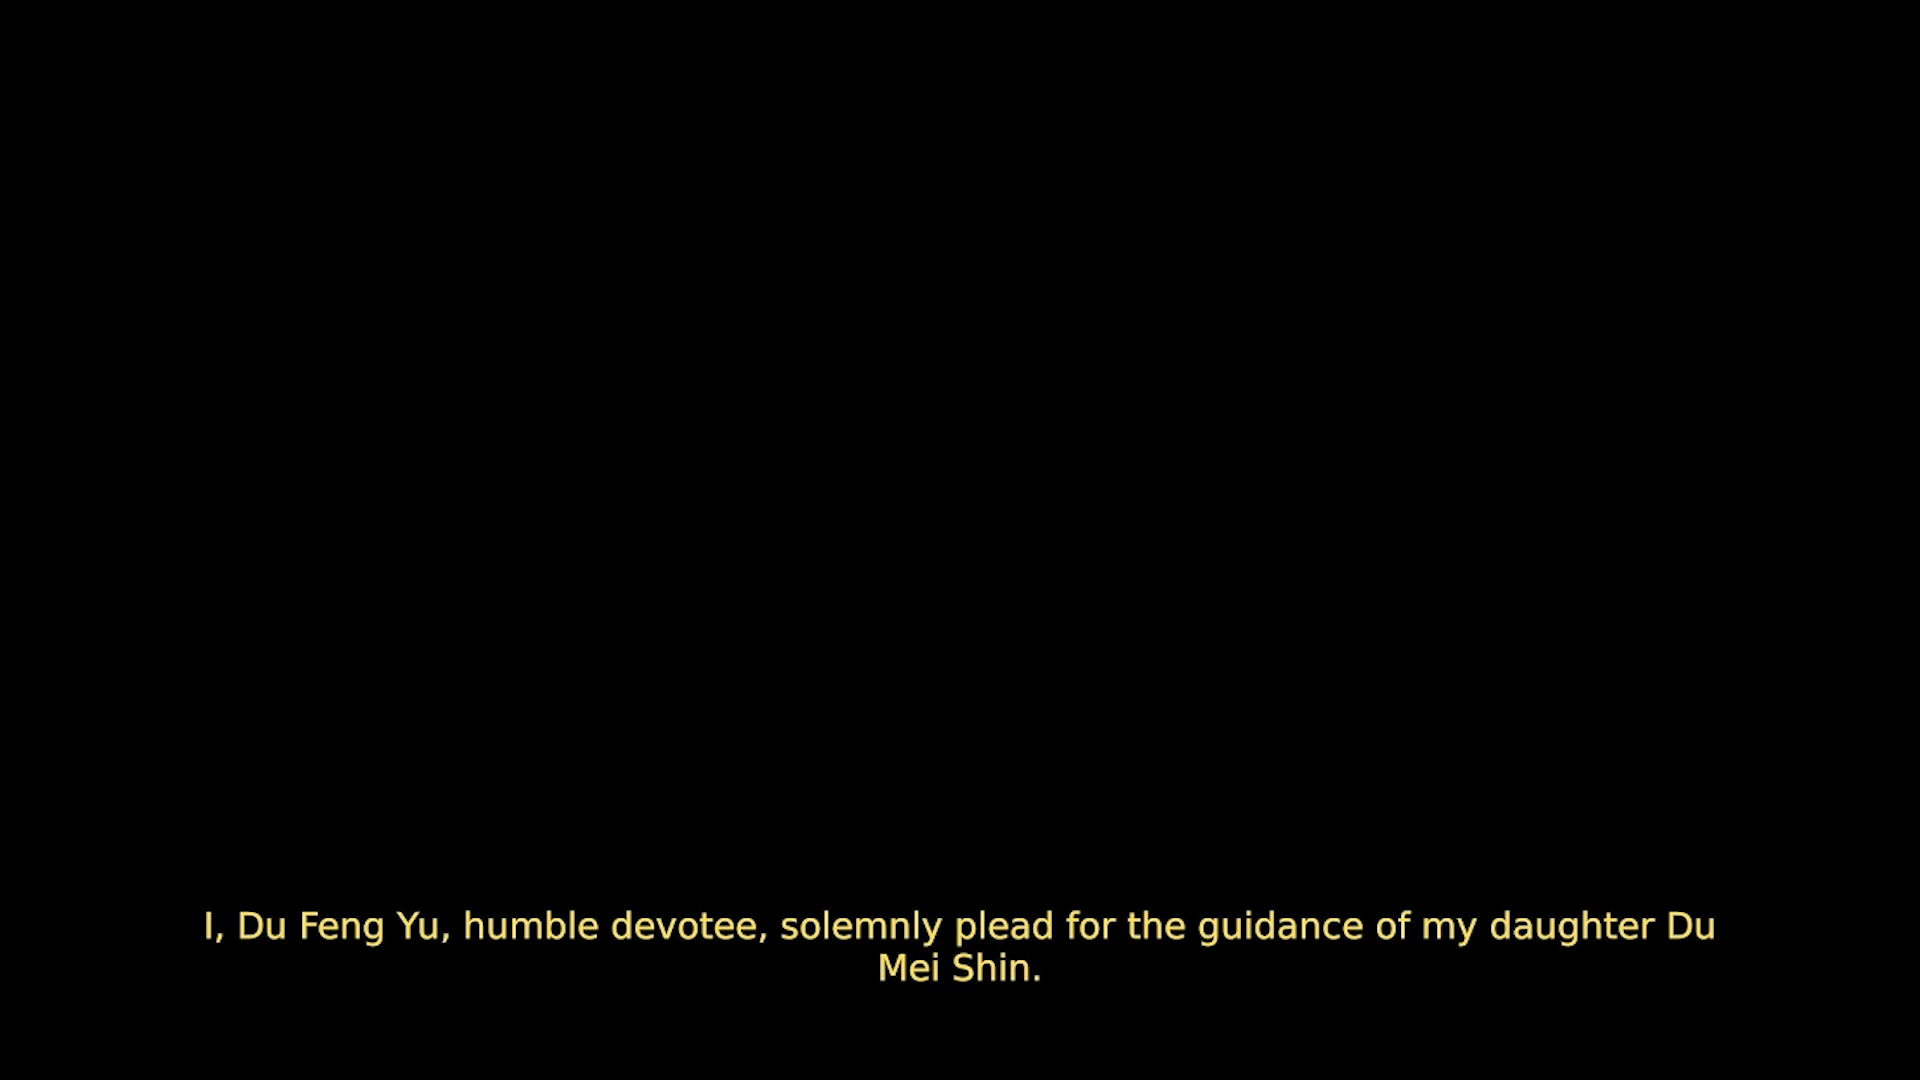 I, Du Feng Yu, humble devotee, solemnly plead for the guidance of my daughter Du
Mei Shin.